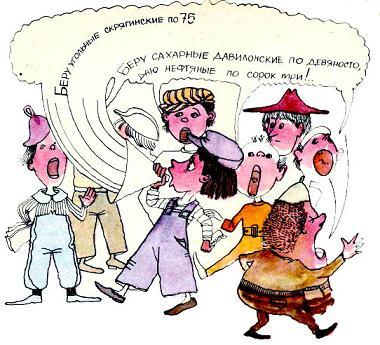 Беру угольные скрягинские по 75
Беру сахарные давилонские по девяносто,
даю нефтяные по сорок три!